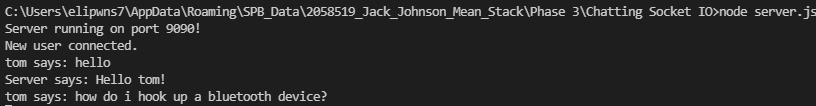 C:\Users\elipwns7\AppData\Roaming\SPB_Data\2058519_Jack_Johnson_Mean_Stack\Phase 3\Chatting Socket IO>node server.js
Server running on port 9090!
New user connected.
tom says: hello
Server says: Hello tom!
tom says: how do i hook up a bluetooth device?